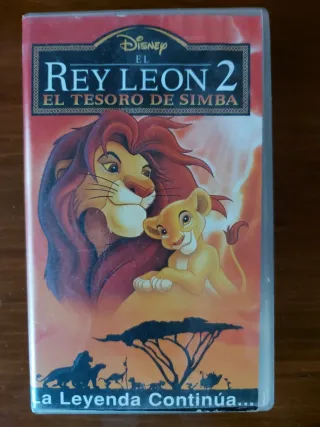 Disney
EL
REY LEON 2
EL TESORO DE SIMBA
La Leyenda Continúa...